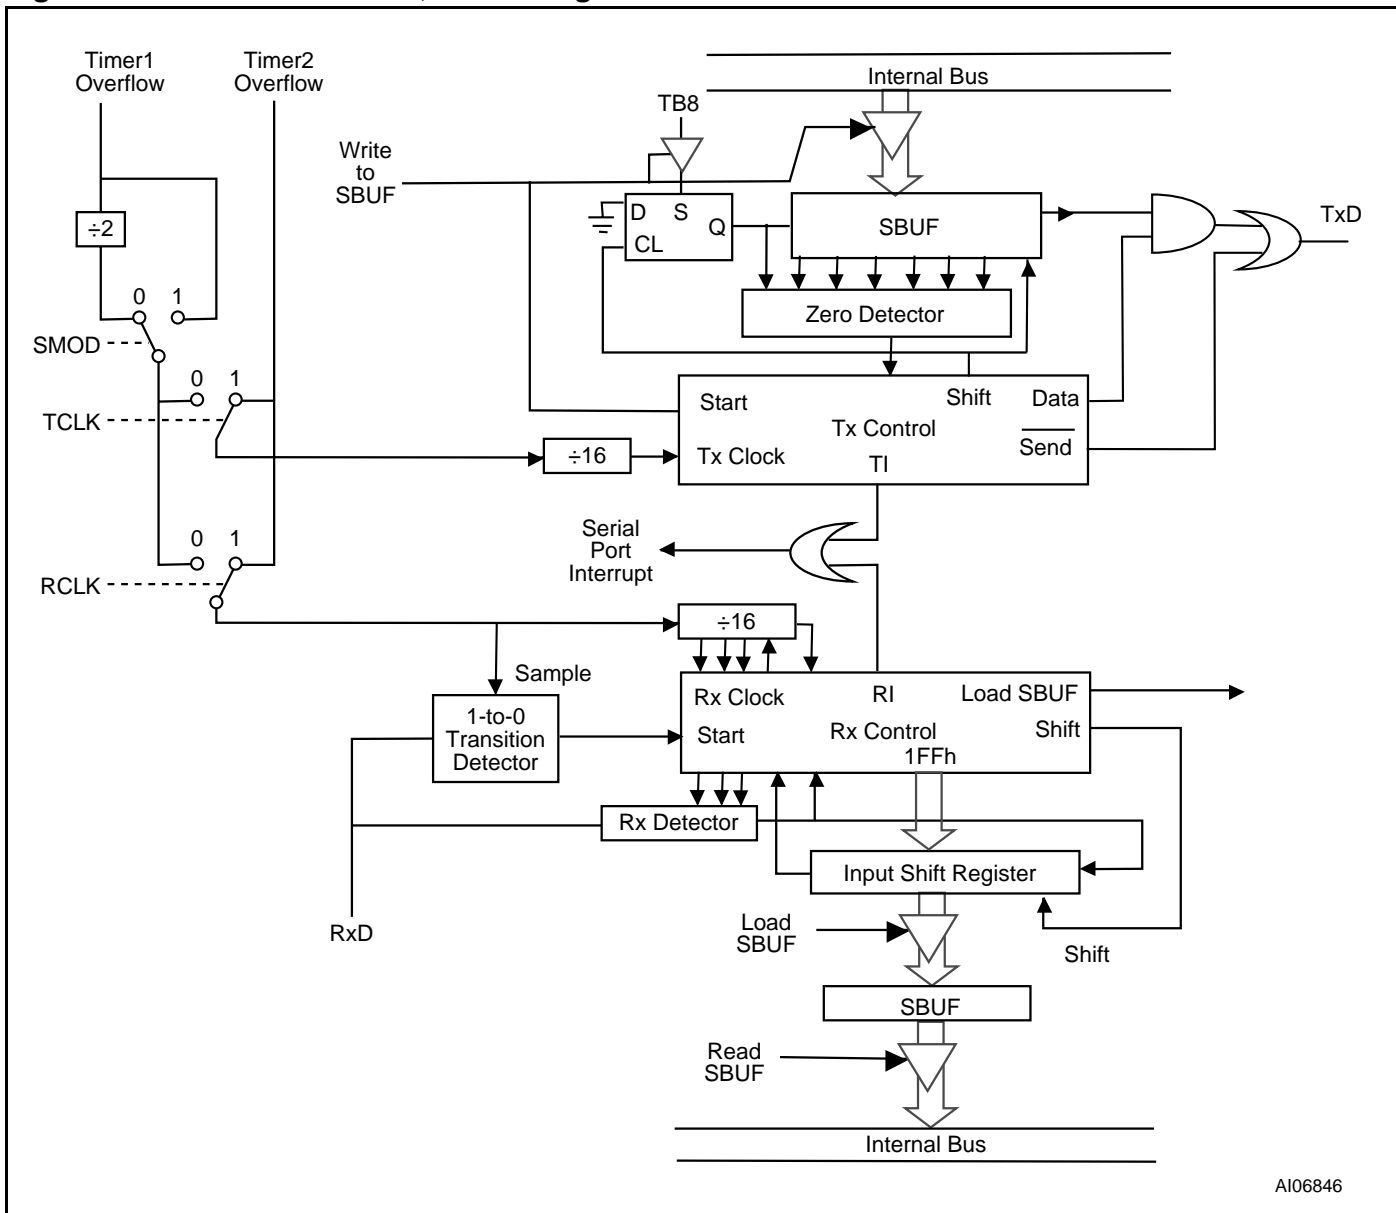 Timer1
Overflow
Timer2
Overflow
Internal Bus
TB8
Write
to
SBUF
÷2
D
S
Q
CL
SBUF
TxD
0
1
Zero Detector
SMOD
0
1
TCLK
Start
Shift
Data
Tx Control
Send
÷16
Tx Clock
TI
Serial
Port
Interrupt
0
1
RCLK
÷16
Sample
1-to-0
Transition
Detector
Rx Clock
RI
Load SBUF
Start
Rx Control
Shift
1FFh
Rx Detector
Input Shift Register
RxD
Load
SBUF
Shift
SBUF
Read
SBUF
Internal Bus
AI06846